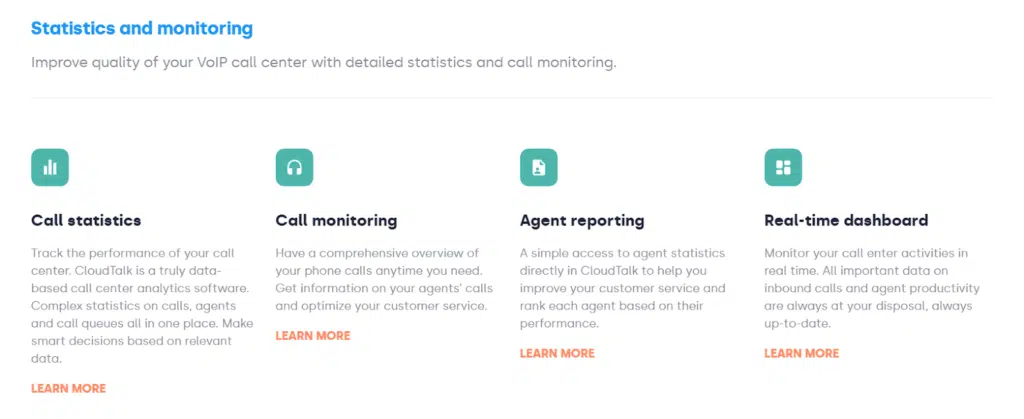 Statistics and monitoring
Improve quality of your VoIP call center with detailed statistics and call monitoring.
Call statistics
Track the performance of your call
center. CloudTalk is a truly data-
based call center analytics software.
Complex statistics on calls, agents
and call queues all in one place. Make
smart decisions based on relevant
data.
LEARN MORE
Call monitoring
Have a comprehensive overview of
your phone calls anytime you need.
Get information on your agents' calls
and optimize your customer service.
LEARN MORE
Agent reporting
A simple access to agent statistics
directly in CloudTalk to help you
improve your customer service and
rank each agent based on their
performance.
LEARN MORE
Real-time dashboard
Monitor your call enter activities in
real time. All important data on
inbound calls and agent productivity
are always at your disposal, always
up-to-date.
LEARN MORE